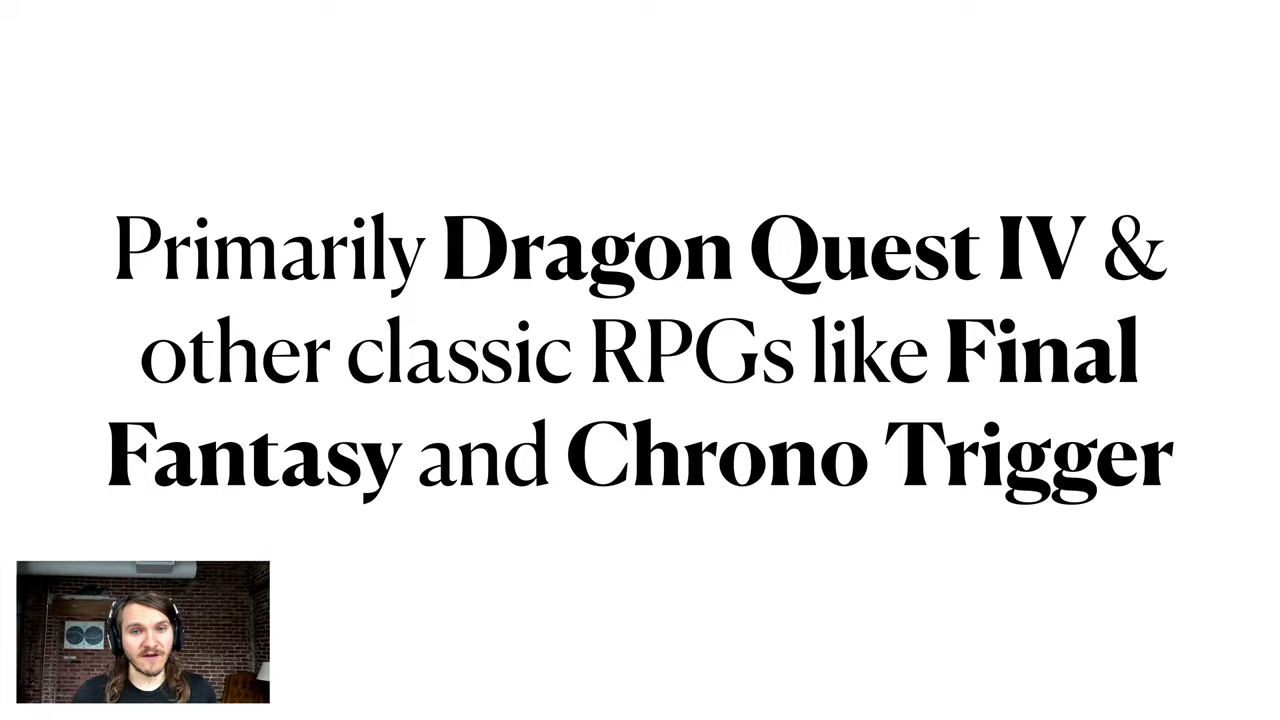 Primarily Dragon Quest IV &
other classic RPGs like Final
Fantasy and Chrono Trigger